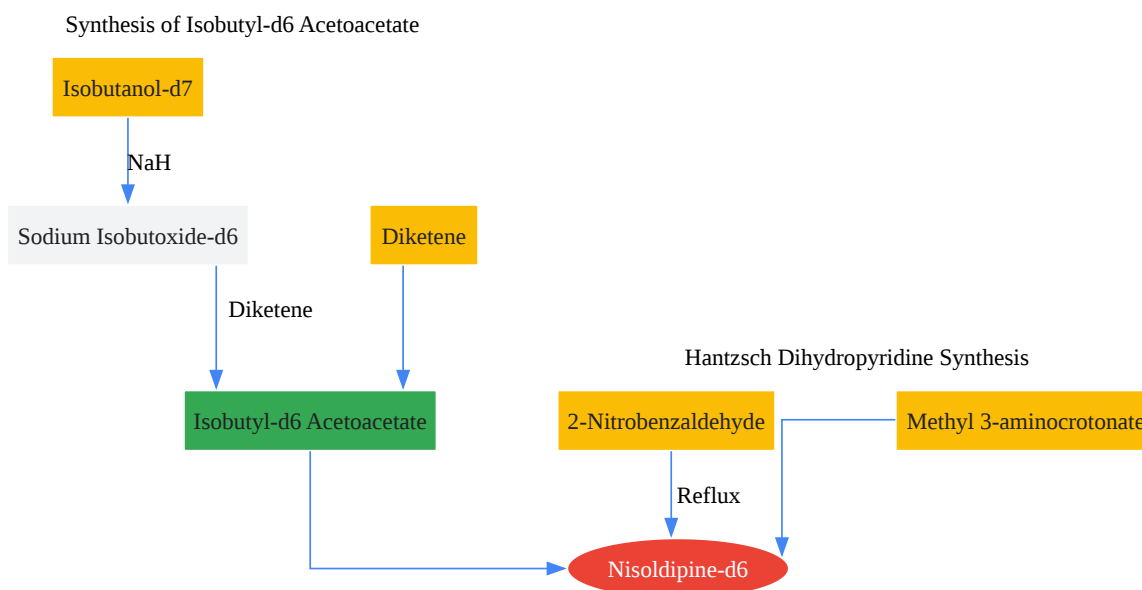 Synthesis of Isobutyl-d6 Acetoacetate
Isobutanol-d7
NaH
Sodium Isobutoxide-d6
Diketene
Diketene
Hantzsch Dihydropyridine Synthesis
Isobutyl-d6 Acetoacetate
2-Nitrobenzaldehyde
Methyl 3-aminocrotonate
Reflux
Nisoldipine-d6